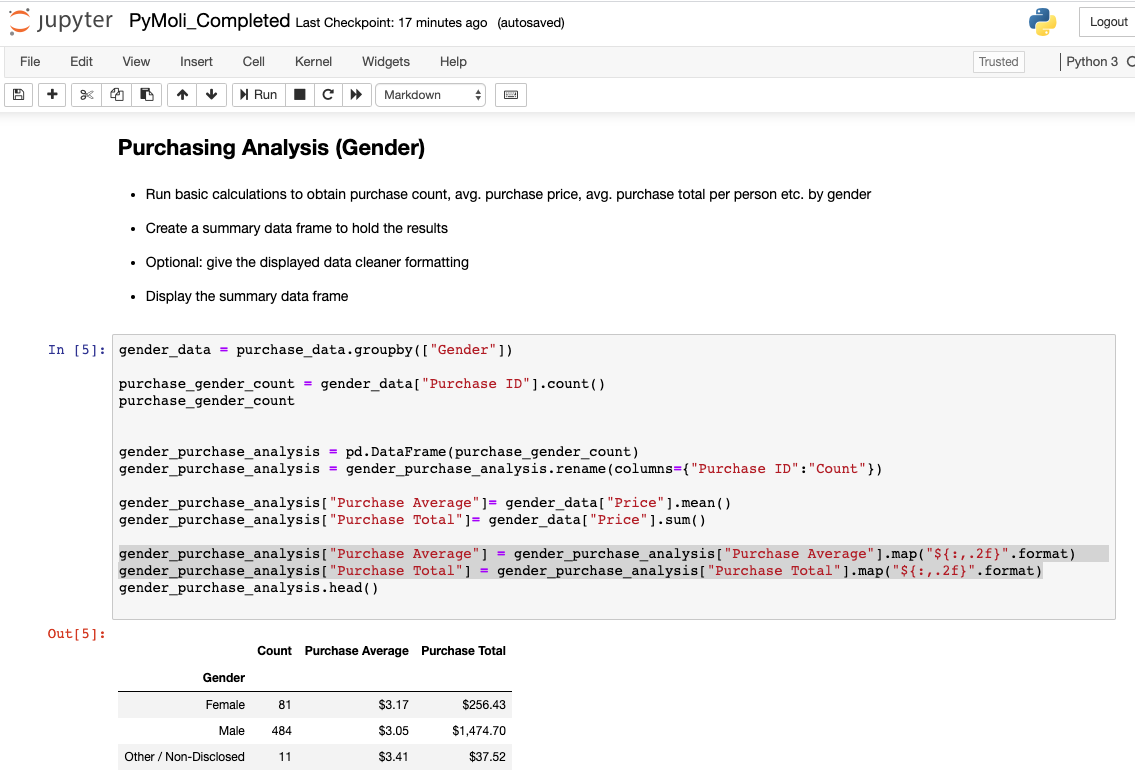 jupyter PyMoli_Completed Last Checkpoint: 17 minutes ago (autosaved) Logout
File Edit View Insert Cell Kernel Widgets Help Trusted Python 3
Run Markdown
Purchasing Analysis (Gender)
• Run basic calculations to obtain purchase count, avg. purchase price, avg. purchase total per person etc. by gender
• Create a summary data frame to hold the results
• Optional: give the displayed data cleaner formatting
• Display the summary data frame
In [5]: gender_data = purchase_data.groupby(["Gender"])
purchase_gender_count = gender_data["Purchase ID"].count()
purchase_gender_count
gender_purchase_analysis = pd.DataFrame(purchase_gender_count)
gender_purchase_analysis = gender_purchase_analysis.rename(columns={"Purchase ID":"Count"})
gender_purchase_analysis["Purchase Average"]= gender_data["Price"].mean()
gender_purchase_analysis["Purchase Total"]= gender_data["Price"].sum()
gender_purchase_analysis["Purchase Average"] = gender_purchase_analysis["Purchase Average"].map("${:,.2f}".format)
gender_purchase_analysis["Purchase Total"] = gender_purchase_analysis["Purchase Total"].map("${:,.2f}".format)
gender_purchase_analysis.head()
Out[5]:
Count Purchase Average Purchase Total
Gender
Female 81 $3.17 $256.43
Male 484 $3.05 $1,474.70
Other / Non-Disclosed 11 $3.41 $37.52